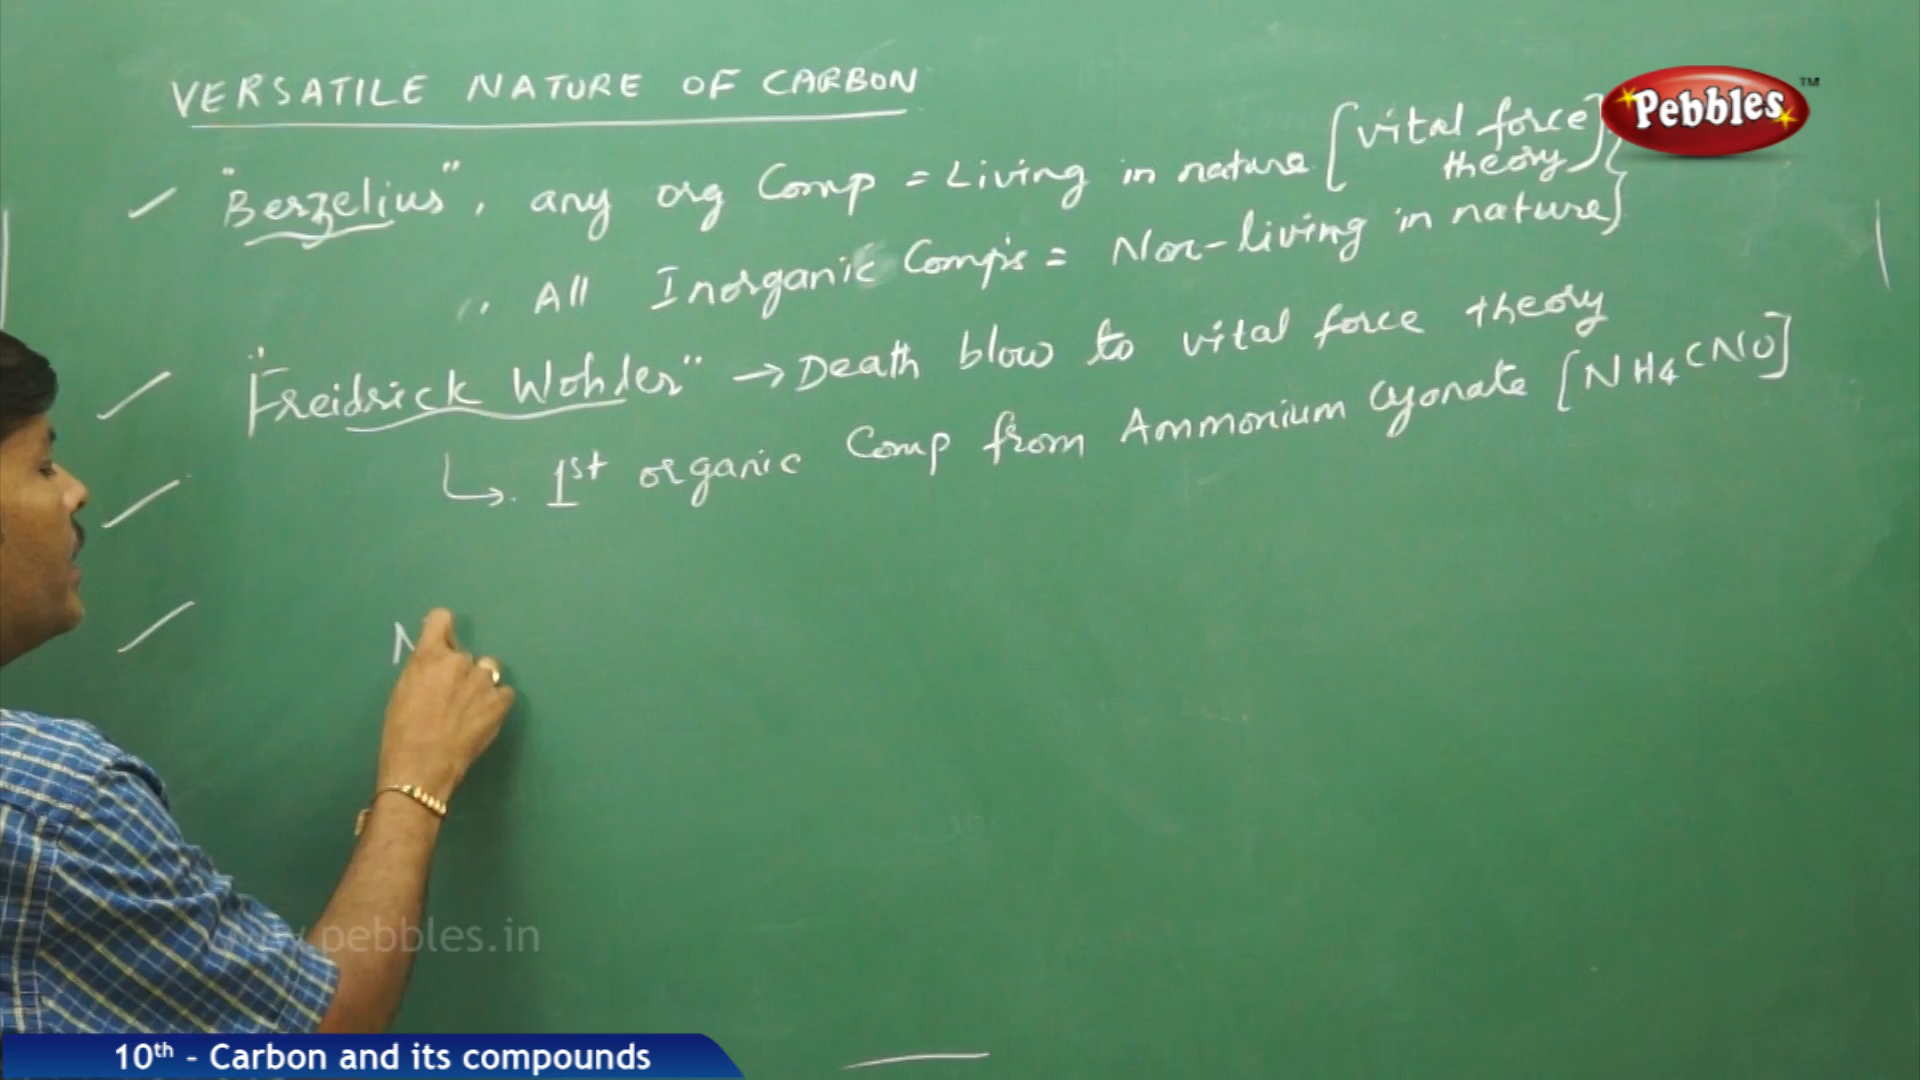 VERSATILE NATURE OF CARBON
Pebbles™
"Berzelius", any org Comp = Living in nature [vital force theory]
,, All Inorganic Comp's = Non-living in nature}
"Freidrick Wohler" → Death blow to vital force theory
↳ 1st organic Comp from Ammonium Cyanate [NH4CNO]
N
www.pebbles.in
10th - Carbon and its compounds